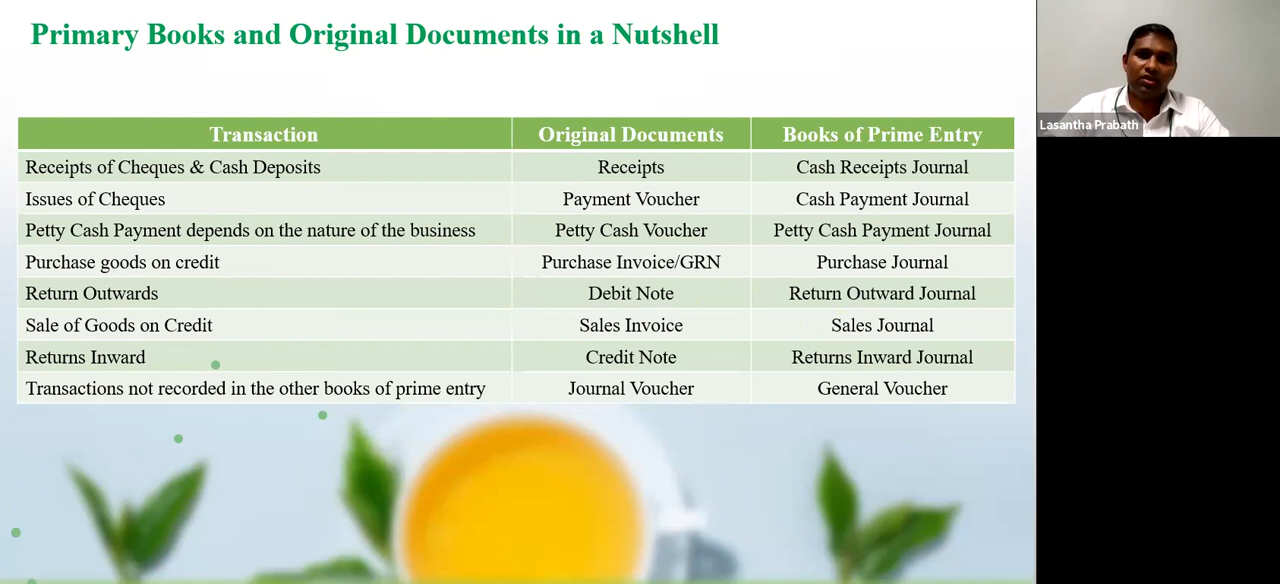 Primary Books and Original Documents in a Nutshell
Lasantha Prabath
Transaction Original Documents Books of Prime Entry
Receipts of Cheques & Cash Deposits Receipts Cash Receipts Journal
Issues of Cheques Payment Voucher Cash Payment Journal
Petty Cash Payment depends on the nature of the business Petty Cash Voucher Petty Cash Payment Journal
Purchase goods on credit Purchase Invoice/GRN Purchase Journal
Return Outwards Debit Note Return Outward Journal
Sale of Goods on Credit Sales Invoice Sales Journal
Returns Inward Credit Note Returns Inward Journal
Transactions not recorded in the other books of prime entry Journal Voucher General Voucher